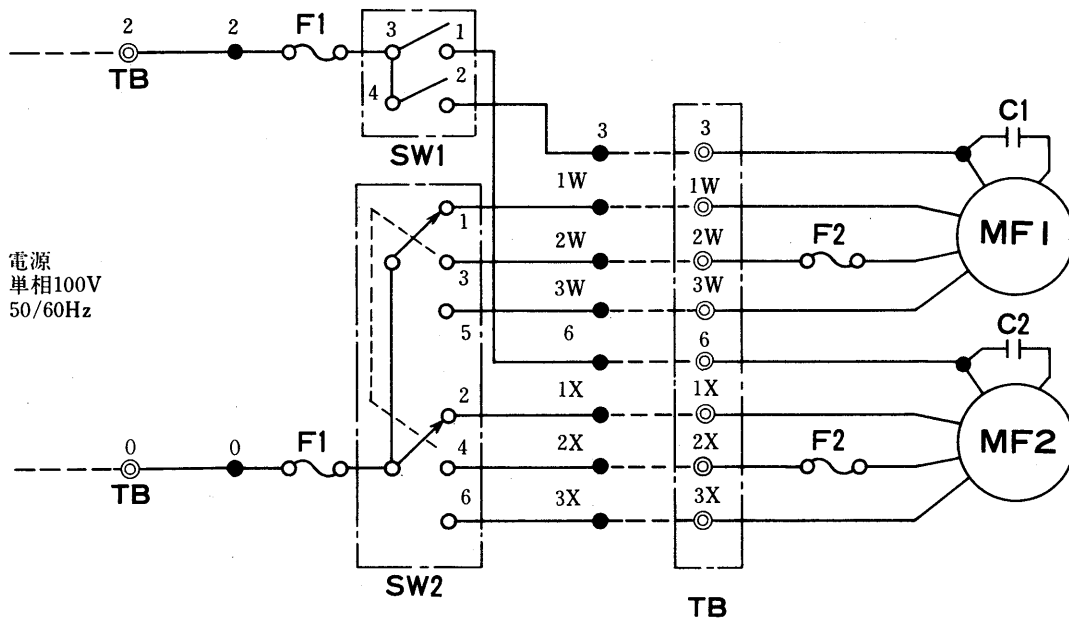 2
2
F1
TB
3
1
4
2
SW1
3
3
C1
1W
1W
MF1
1
2W
2W
F2
3
3W
3W
5
6
6
電源
単相100V
50/60Hz
C2
1X
1X
2
MF2
2X
2X
F2
4
3X
3X
6
0
0
F1
TB
SW2
TB